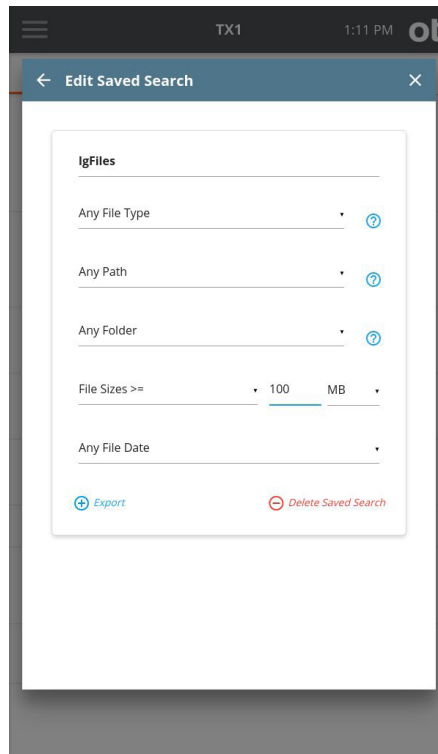 TX1 1:11 PM
Edit Saved Search
lgFiles
Any File Type
Any Path
Any Folder
File Sizes >= 100 MB
Any File Date
Export Delete Saved Search